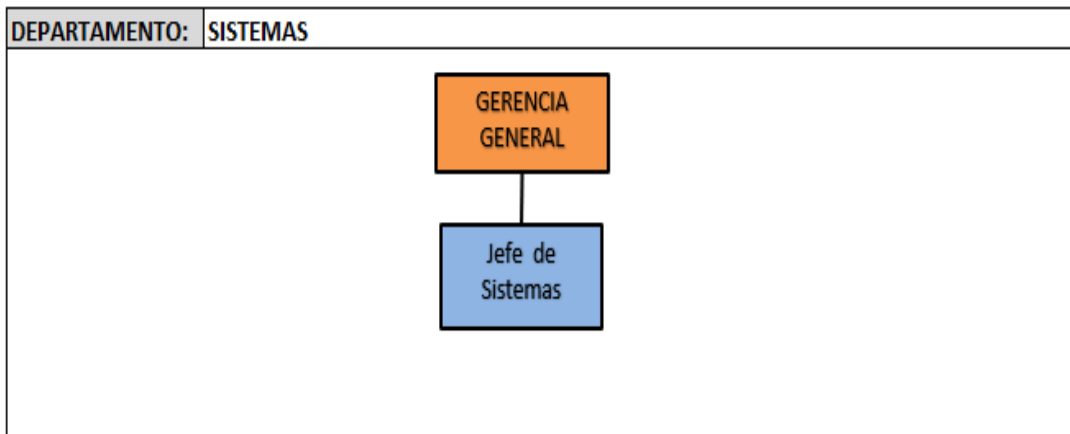 DEPARTAMENTO: SISTEMAS
GERENCIA
GENERAL
Jefe de
Sistemas